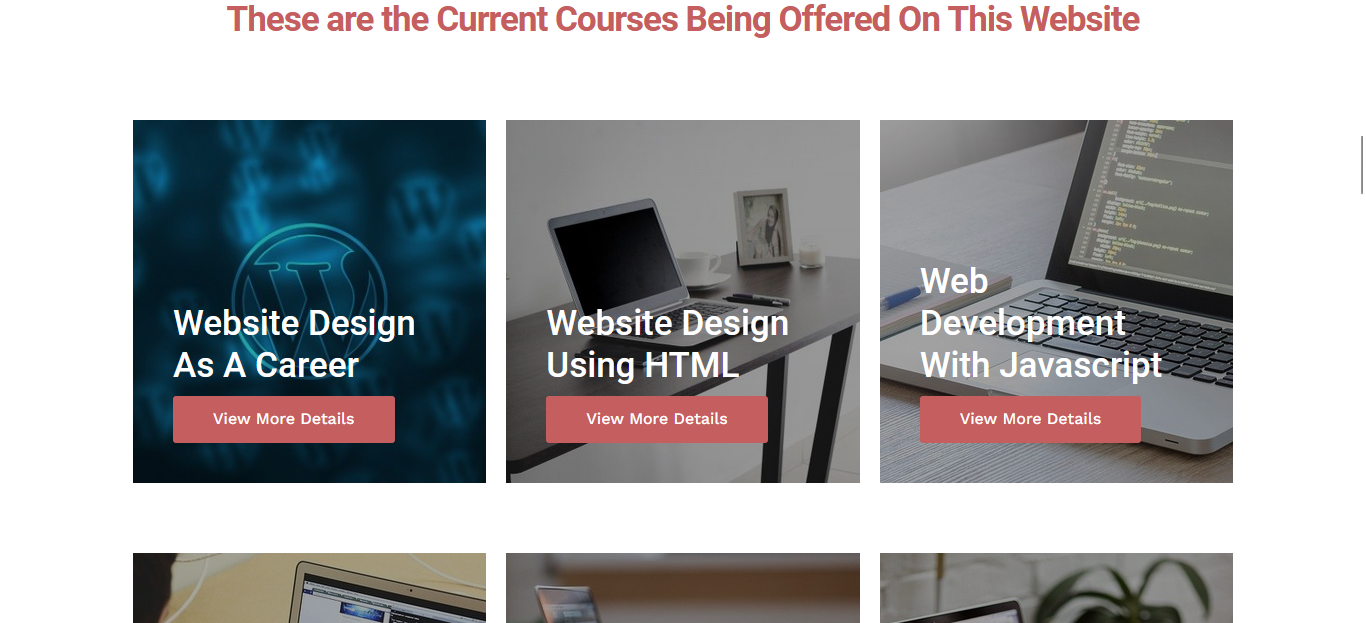 These are the Current Courses Being Offered On This Website
Website Design
As A Career
View More Details
Website Design
Using HTML
View More Details
Web
Development
With Javascript
View More Details